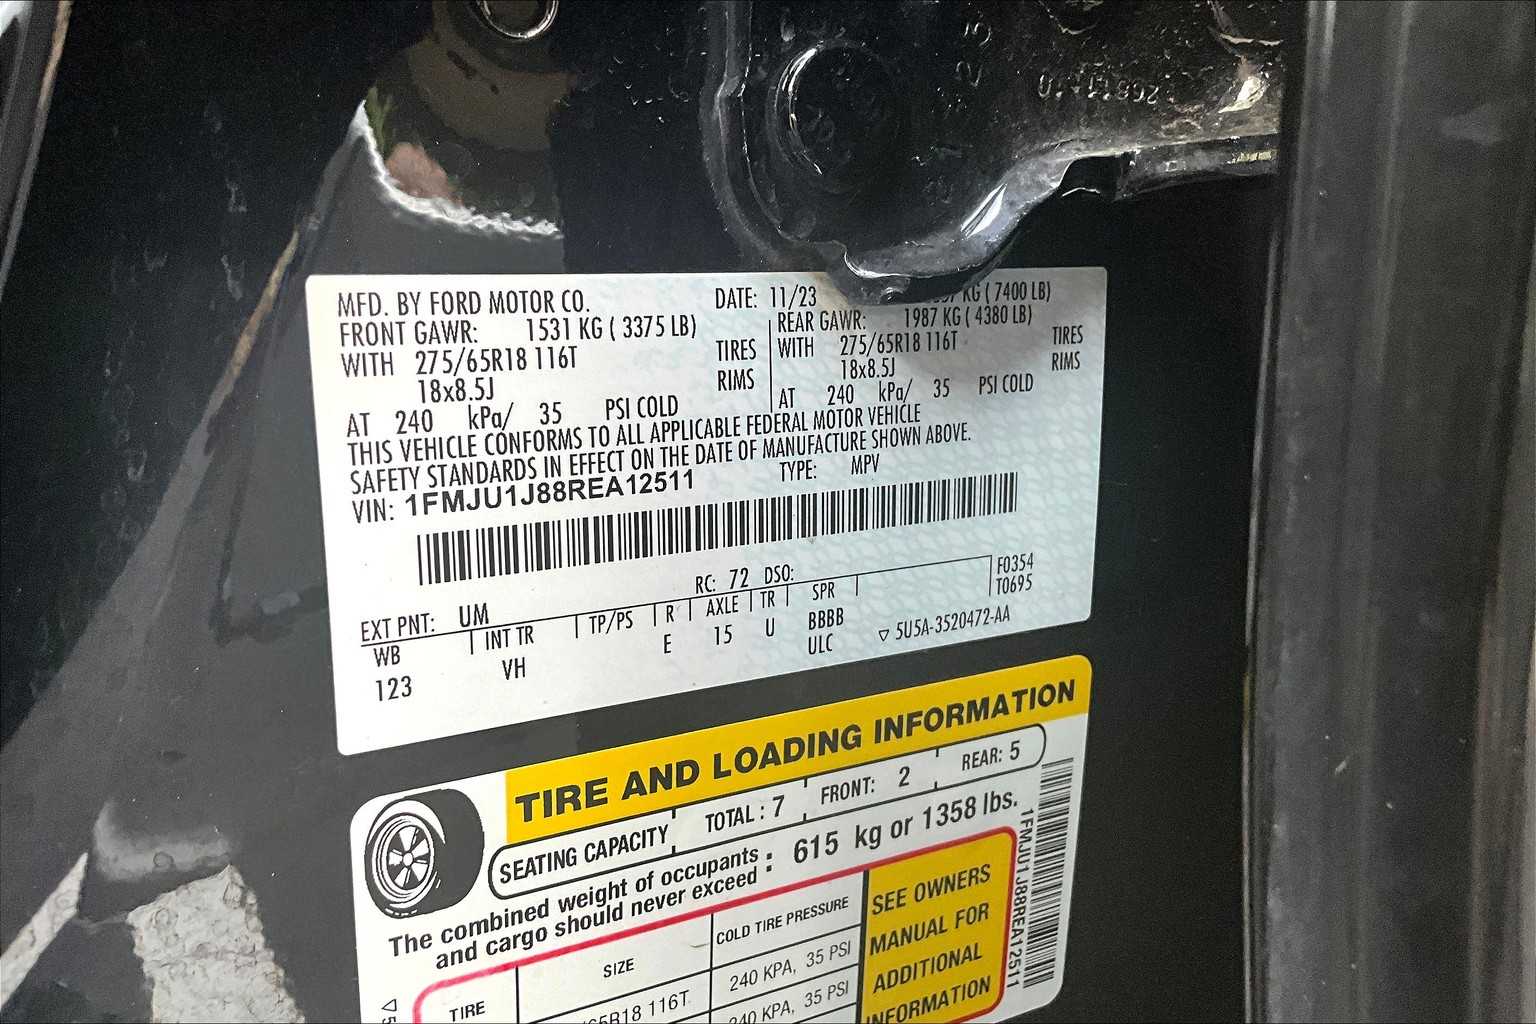 MFD. BY FORD MOTOR CO. DATE: 11/23 KG ( 7400 LB)
FRONT GAWR: 1531 KG ( 3375 LB) REAR GAWR: 1987 KG ( 4380 LB)
WITH 275/65R18 116T TIRES WITH 275/65R18 116T TIRES
18x8.5J RIMS 18x8.5J RIMS
AT 240 kPa/ 35 PSI COLD AT 240 kPa/ 35 PSI COLD
THIS VEHICLE CONFORMS TO ALL APPLICABLE FEDERAL MOTOR VEHICLE
SAFETY STANDARDS IN EFFECT ON THE DATE OF MANUFACTURE SHOWN ABOVE.
VIN: 1FMJU1J88REA12511 TYPE: MPV
RC: 72 DSO: F0354
EXT PNT: UM T0695
WB INT TR TP/PS R AXLE TR SPR
123 VH E 15 U BBBB
ULC ▽ 5U5A-3520472-AA
TIRE AND LOADING INFORMATION
SEATING CAPACITY TOTAL : 7 FRONT: 2 REAR: 5
The combined weight of occupants
and cargo should never exceed : 615 kg or 1358 lbs.
TIRE SIZE COLD TIRE PRESSURE
65R18 116T 240 KPA, 35 PSI
240 KPA, 35 PSI
SEE OWNERS
MANUAL FOR
ADDITIONAL
INFORMATION
1FMJU1J88REA12511